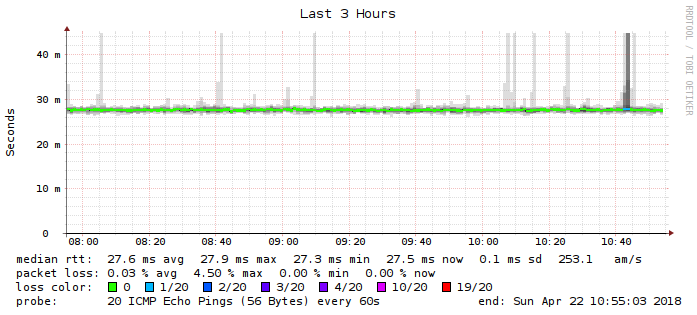 Last 3 Hours
RRDTOOL / TOBI OETIKER
Seconds
40 m
30 m
20 m
10 m
0
08:00 08:20 08:40 09:00 09:20 09:40 10:00 10:20 10:40
median rtt: 27.6 ms avg 27.9 ms max 27.3 ms min 27.5 ms now 0.1 ms sd 253.1 am/s
packet loss: 0.03 % avg 4.50 % max 0.00 % min 0.00 % now
loss color: 0 1/20 2/20 3/20 4/20 10/20 19/20
probe: 20 ICMP Echo Pings (56 Bytes) every 60s end: Sun Apr 22 10:55:03 2018